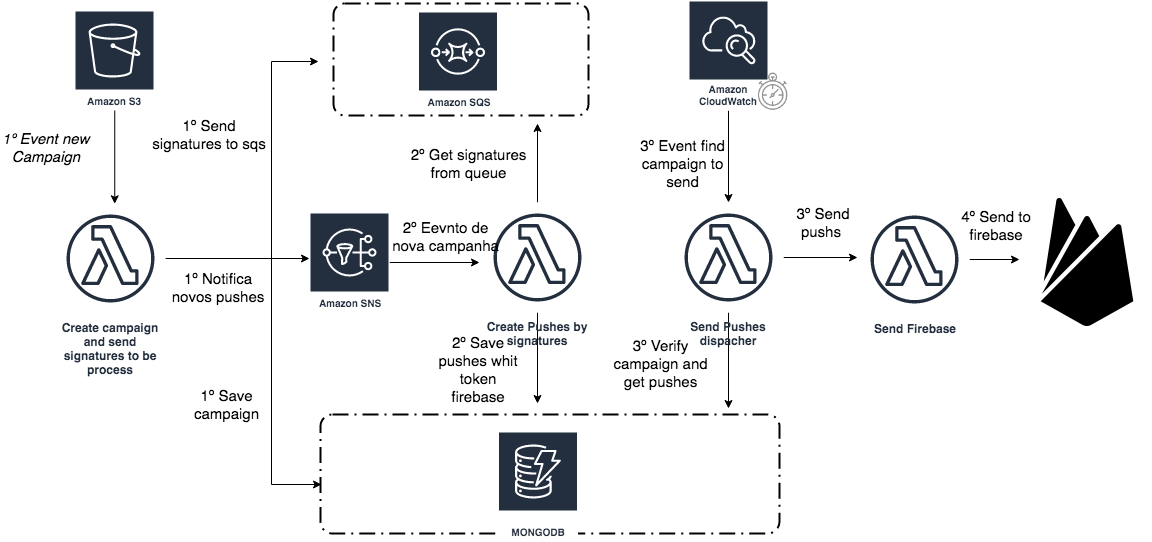 Amazon S3
1º Event new
Campaign
1º Send
signatures to sqs
Amazon SQS
2º Get signatures
from queue
Amazon
CloudWatch
3º Event find
campaign to
send
2º Eevnto de
nova campanha
3º Send
pushs
4º Send to
firebase
1º Notifica
novos pushes
Amazon SNS
Create campaign
and send
signatures to be
process
Create Pushes by
signatures
2º Save
pushes whit
token
firebase
Send Pushes
dispacher
3º Verify
campaign and
get pushes
Send Firebase
1º Save
campaign
MONGODB